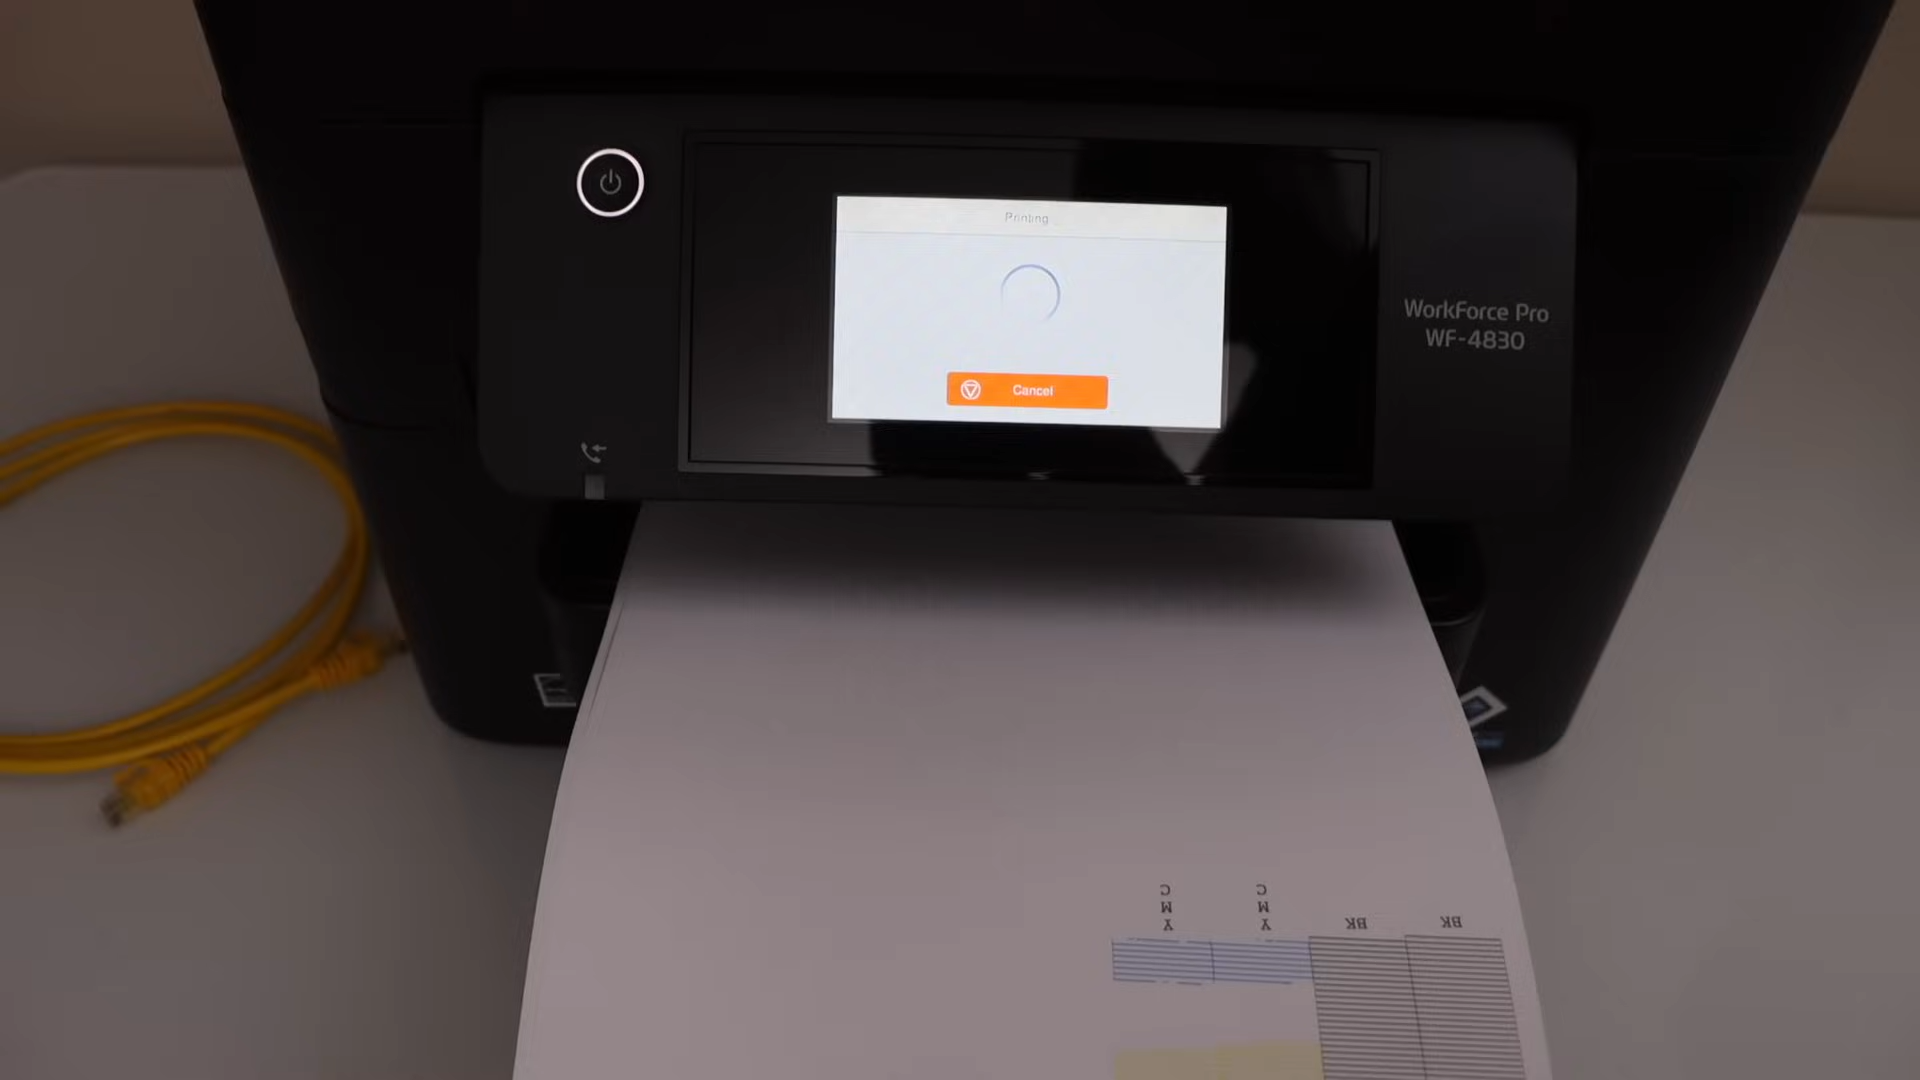 Printing
WorkForce Pro
WF-4830
Cancel
C
M
Y
C
M
Y
BK
BK